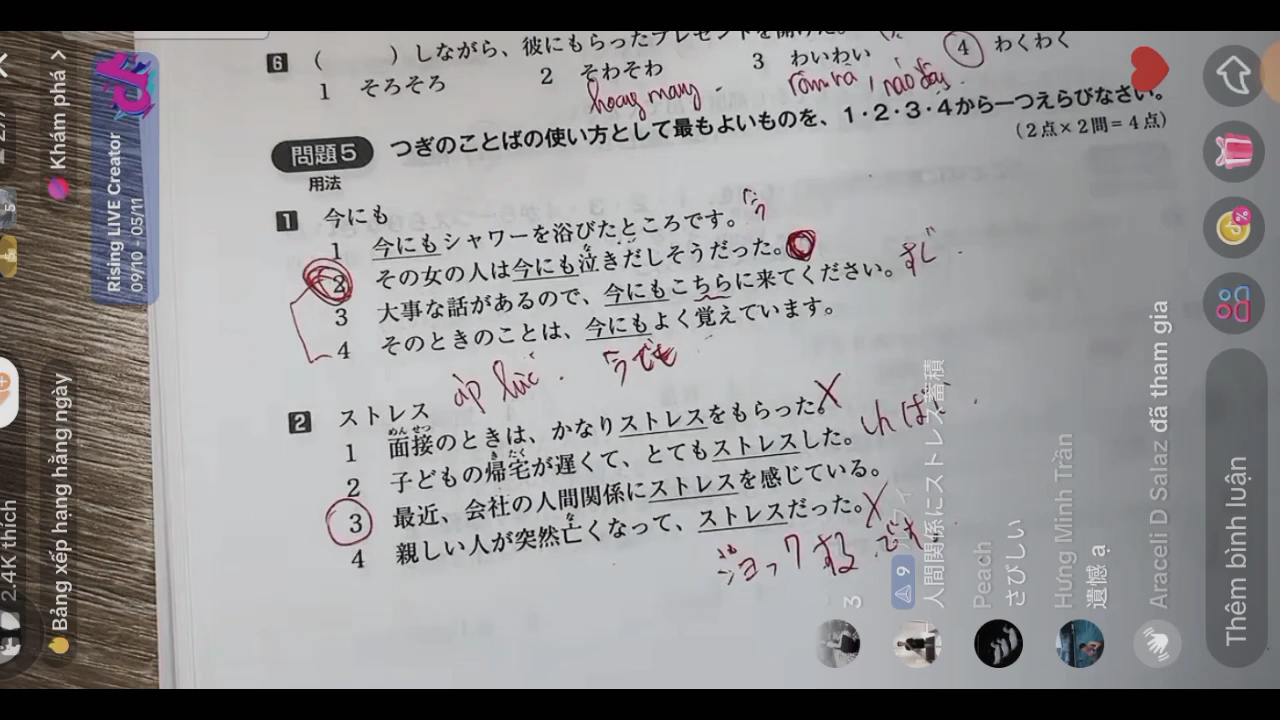 6 (　　)しながら、彼にもらったプレゼントを開けた。
1 そろそろ 2 そわそわ 3 わいわい 4 わくわく
hoang mang rôm rả, náo động
問題5 つぎのことばの使い方として最もよいものを、1・2・3・4から一つえらびなさい。
用法 (2点×2問=4点)
1 今にも
1 今にもシャワーを浴びたところです。 今
2 その女の人は今にも泣きだしそうだった。
3 大事な話があるので、今にもこちらに来てください。 すぐ
4 そのときのことは、今にもよく覚えています。
今でも
áp lực
2 ストレス
1 面接のときは、かなりストレスをもらった。
2 子どもの帰宅が遅くて、とてもストレスした。 しんぱい
3 最近、会社の人間関係にストレスを感じている。
4 親しい人が突然亡くなって、ストレスだった。
ショックする
Khám phá >
Rising LIVE Creator
09/10 - 05/11
2.4K thích
Bảng xếp hạng hằng ngày
3
9
人間関係にストレス蓄積
Peach
さびしい
Hưng Minh Trần
遺憾 ạ
Araceli D Salaz đã tham gia
Thêm bình luận